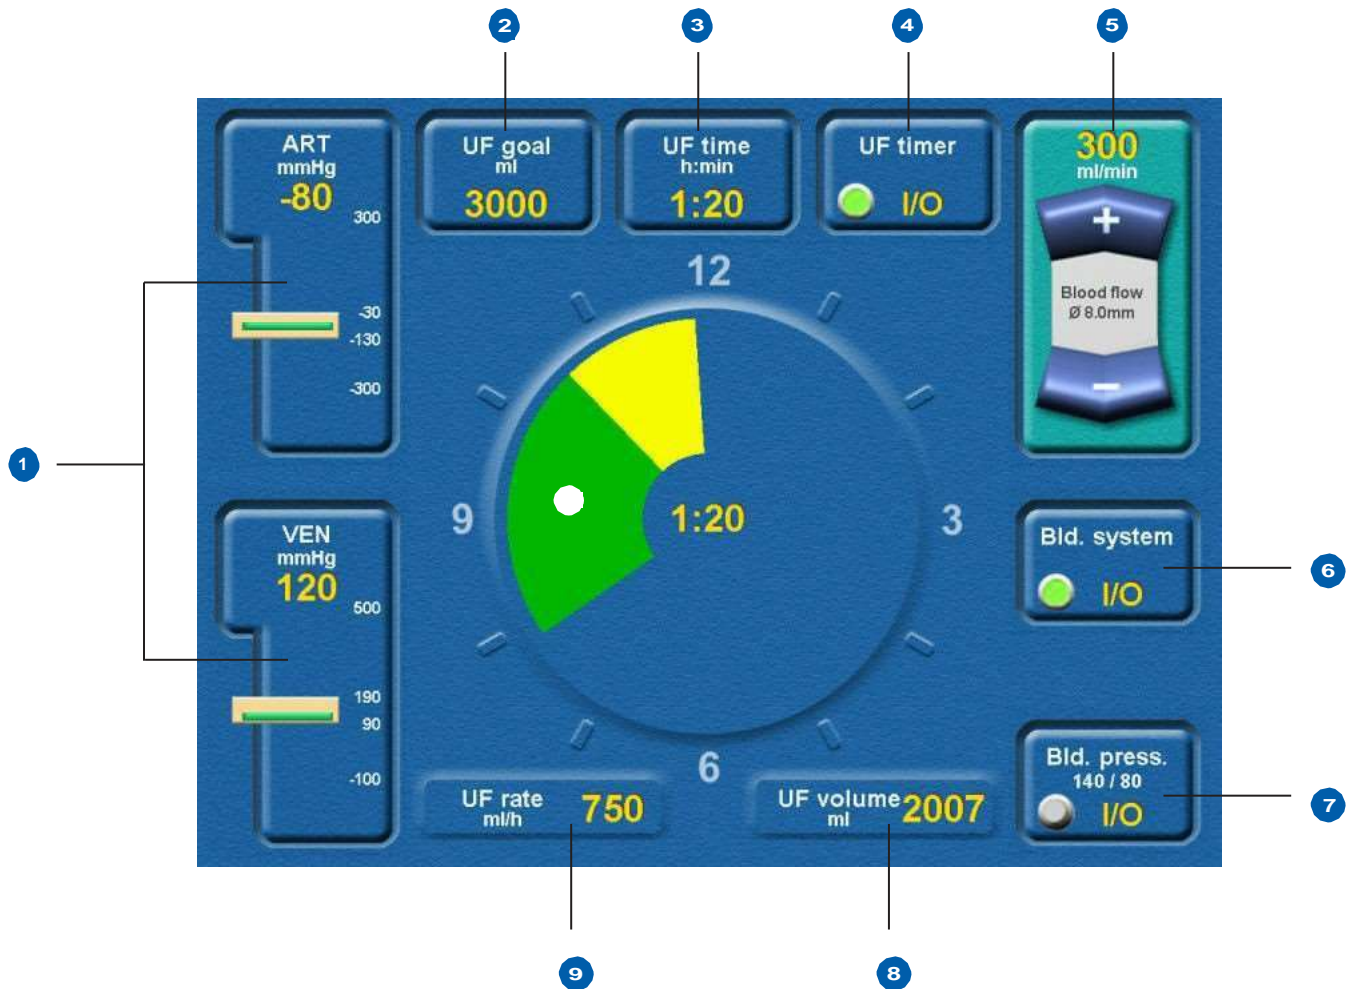 2
3
4
5
ART
mmHg
-80
300
-30
-130
-300
UF goal
ml
3000
UF time
h:min
1:20
UF timer
I/O
300
ml/min
+
Blood flow
Ø 8.0mm
−
12
9
1:20
3
6
1
VEN
mmHg
120
500
190
90
-100
Bld. system
I/O
6
Bld. press.
140 / 80
I/O
7
UF rate
ml/h
750
UF volume
ml
2007
9
8